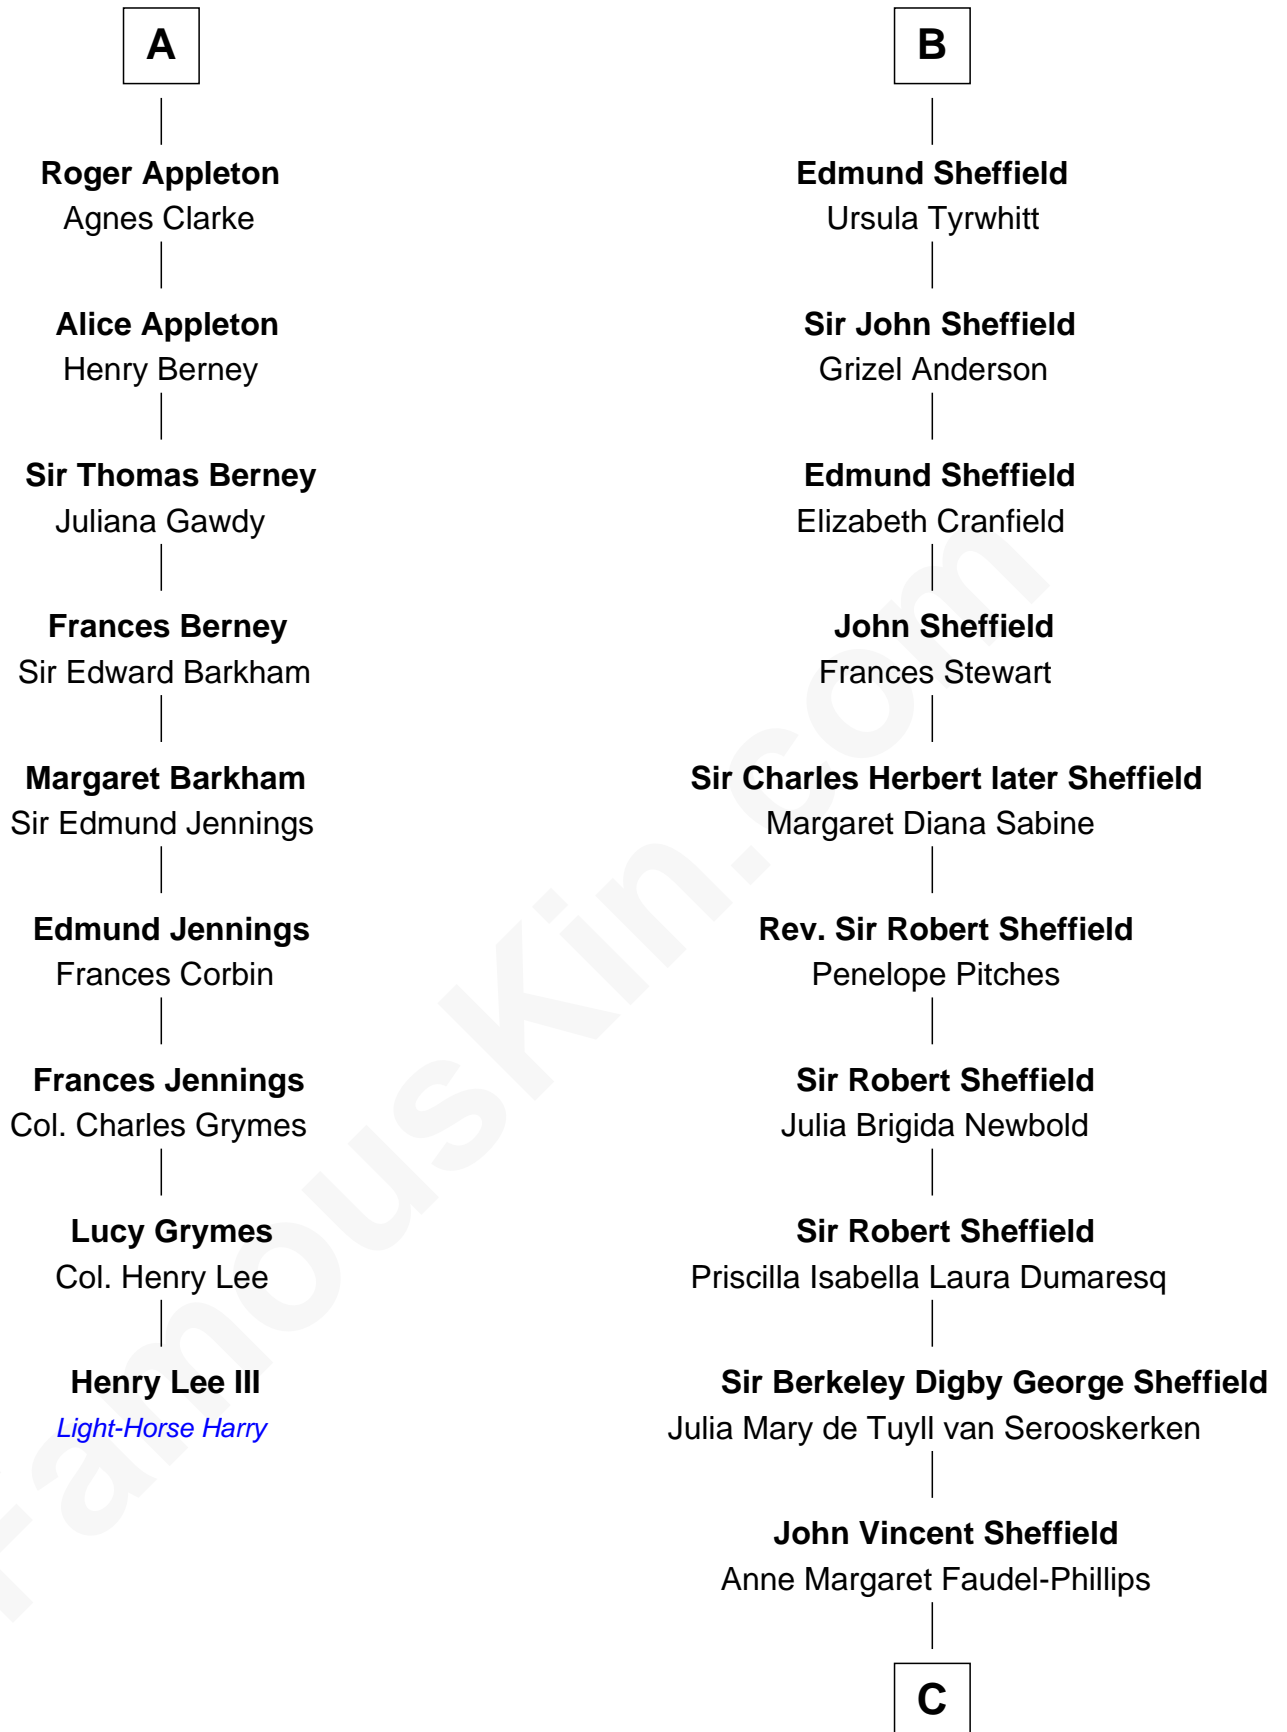 A
Roger Appleton
Agnes Clarke
Alice Appleton
Henry Berney
Sir Thomas Berney
Juliana Gawdy
Frances Berney
Sir Edward Barkham
Margaret Barkham
Sir Edmund Jennings
Edmund Jennings
Frances Corbin
Frances Jennings
Col. Charles Grymes
Lucy Grymes
Col. Henry Lee
Henry Lee III
Light-Horse Harry
B
Edmund Sheffield
Ursula Tyrwhitt
Sir John Sheffield
Grizel Anderson
Edmund Sheffield
Elizabeth Cranfield
John Sheffield
Frances Stewart
Sir Charles Herbert later Sheffield
Margaret Diana Sabine
Rev. Sir Robert Sheffield
Penelope Pitches
Sir Robert Sheffield
Julia Brigida Newbold
Sir Robert Sheffield
Priscilla Isabella Laura Dumaresq
Sir Berkeley Digby George Sheffield
Julia Mary de Tuyll van Serooskerken
John Vincent Sheffield
Anne Margaret Faudel-Phillips
C
FamousKin.com